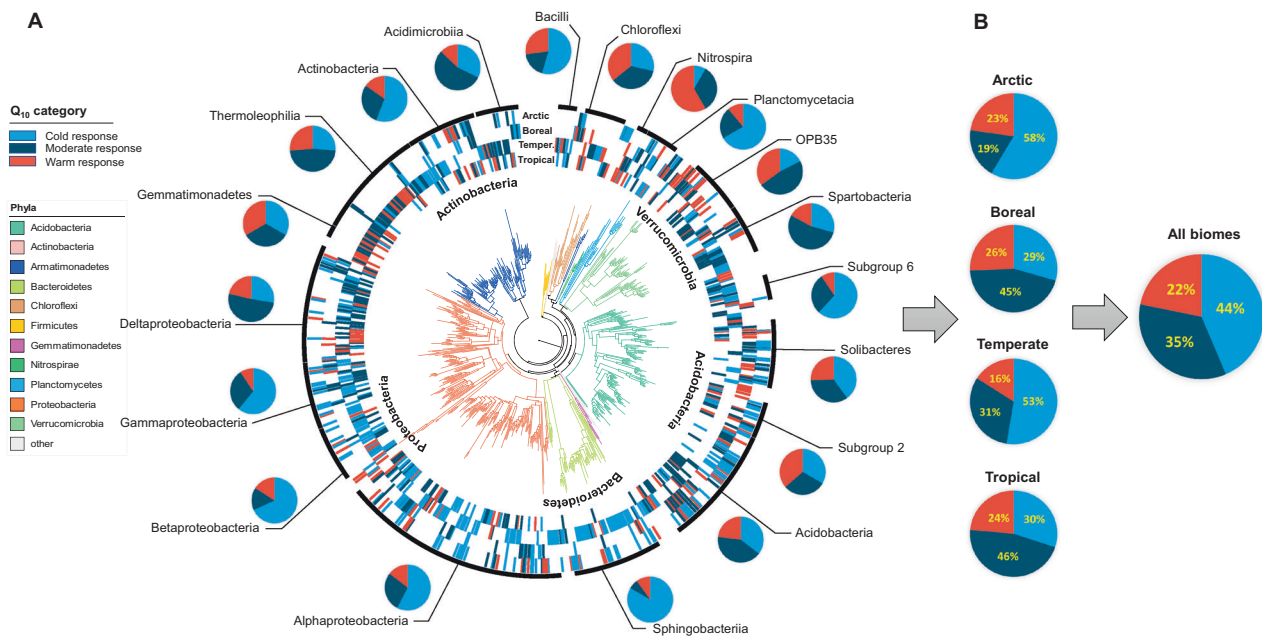 A
B
Q10 category
Cold response
Moderate response
Warm response
Phyla
Acidobacteria
Actinobacteria
Armatimonadetes
Bacteroidetes
Chloroflexi
Firmicutes
Gemmatimonadetes
Nitrospirae
Planctomycetes
Proteobacteria
Verrucomicrobia
other
Bacilli
Chloroflexi
Nitrospira
Planctomycetacia
OPB35
Spartobacteria
Subgroup 6
Solibacteres
Subgroup 2
Acidobacteria
Sphingobacteriia
Alphaproteobacteria
Betaproteobacteria
Gammaproteobacteria
Deltaproteobacteria
Gemmatimonadetes
Thermoleophilia
Actinobacteria
Acidimicrobiia
Arctic
Boreal
Temper.
Tropical
Actinobacteria
Verrucomicrobia
Acidobacteria
Bacteroidetes
Proteobacteria
Arctic
23%
58%
19%
Boreal
26%
29%
45%
Temperate
16%
53%
31%
Tropical
24%
30%
46%
All biomes
22%
44%
35%